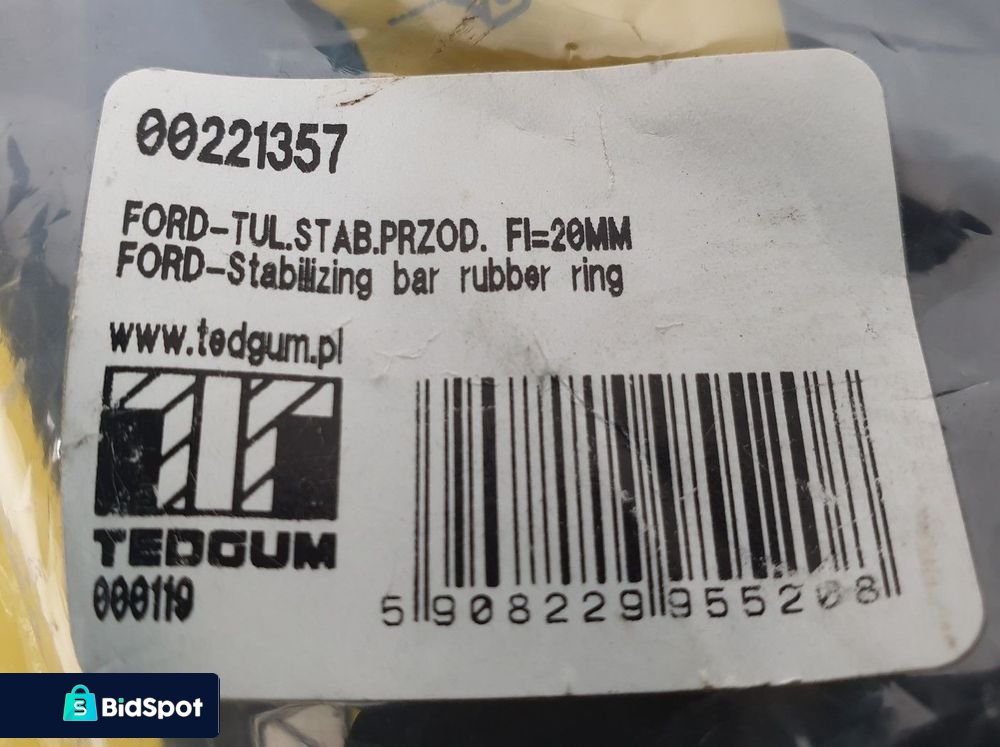 00221357
FORD-TUL.STAB.PRZOD. FI=20MM
FORD-Stabilizing bar rubber ring
www.tedgum.pl
TEDGUM
000119
5 908229 955208
BidSpot